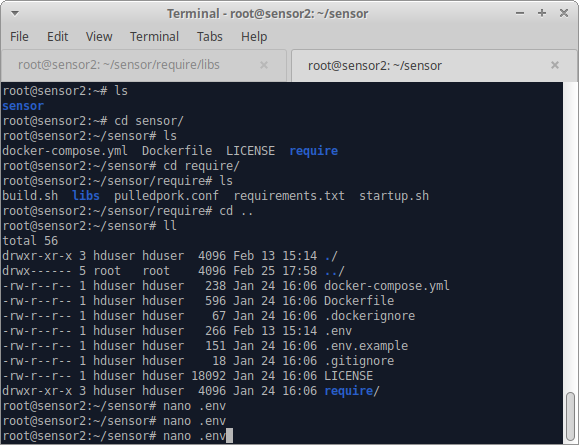 Terminal - root@sensor2: ~/sensor
File Edit View Terminal Tabs Help
root@sensor2: ~/sensor/require/libs
root@sensor2: ~/sensor
root@sensor2:~# ls
sensor
root@sensor2:~# cd sensor/
root@sensor2:~/sensor# ls
docker-compose.yml  Dockerfile  LICENSE  require
root@sensor2:~/sensor# cd require/
root@sensor2:~/sensor/require# ls
build.sh  libs  pulledpork.conf  requirements.txt  startup.sh
root@sensor2:~/sensor/require# cd ..
root@sensor2:~/sensor# ll
total 56
drwxr-xr-x 3 hduser hduser  4096 Feb 13 15:14 ./
drwx------ 5 root   root    4096 Feb 25 17:58 ../
-rw-r--r-- 1 hduser hduser   238 Jan 24 16:06 docker-compose.yml
-rw-r--r-- 1 hduser hduser   596 Jan 24 16:06 Dockerfile
-rw-r--r-- 1 hduser hduser    67 Jan 24 16:06 .dockerignore
-rw-r--r-- 1 hduser hduser   266 Feb 13 15:14 .env
-rw-r--r-- 1 hduser hduser   151 Jan 24 16:06 .env.example
-rw-r--r-- 1 hduser hduser    18 Jan 24 16:06 .gitignore
-rw-r--r-- 1 hduser hduser 18092 Jan 24 16:06 LICENSE
drwxr-xr-x 3 hduser hduser  4096 Jan 24 16:06 require/
root@sensor2:~/sensor# nano .env
root@sensor2:~/sensor# nano .env
root@sensor2:~/sensor# nano .env